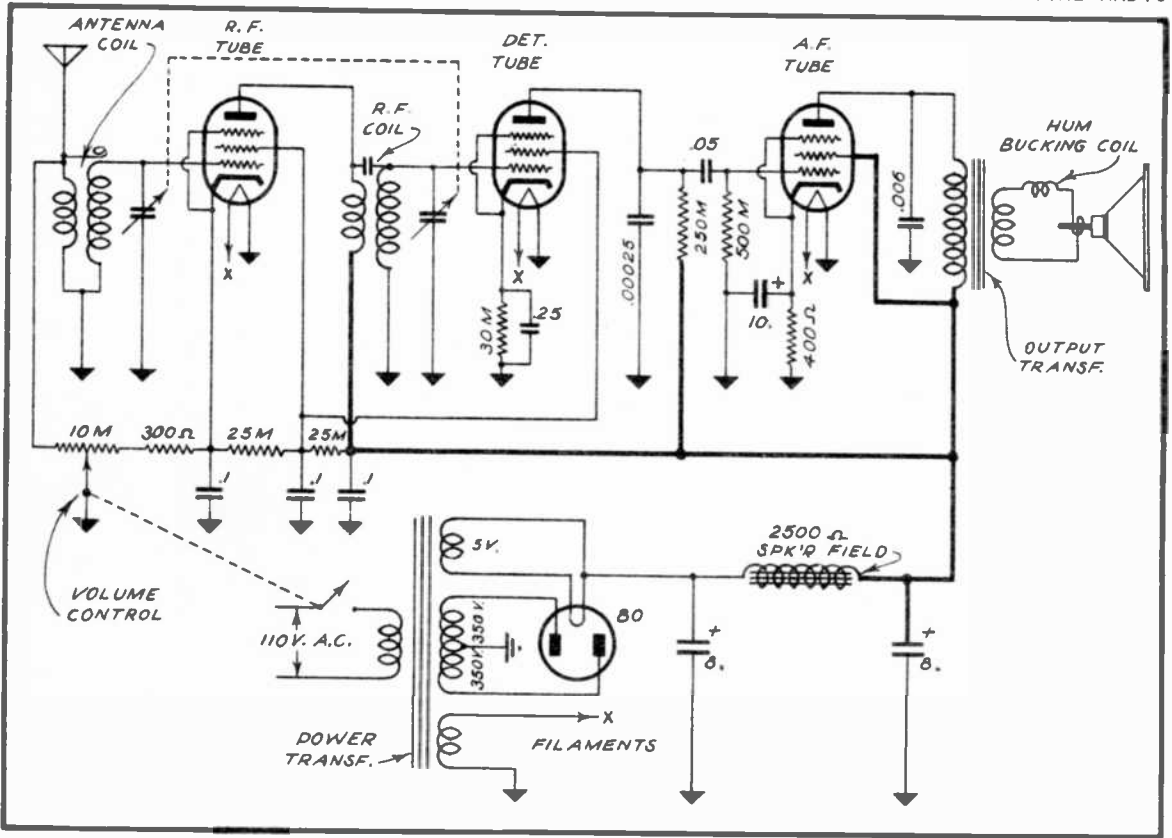 ANTENNA
COIL
R.F.
TUBE
DET.
TUBE
A.F.
TUBE
R.F.
COIL
HUM
BUCKING COIL
.05
.006
250M
500M
.00025
X
X
X
30M
.25
10.
+
400Ω
OUTPUT
TRANSF.
10M
300Ω
25M
25M
.1
.1
.1
VOLUME
CONTROL
110V. A.C.
5V.
350V. 350V.
80
2500 Ω
SPK'R FIELD
+
8.
+
8.
X
FILAMENTS
POWER
TRANSF.